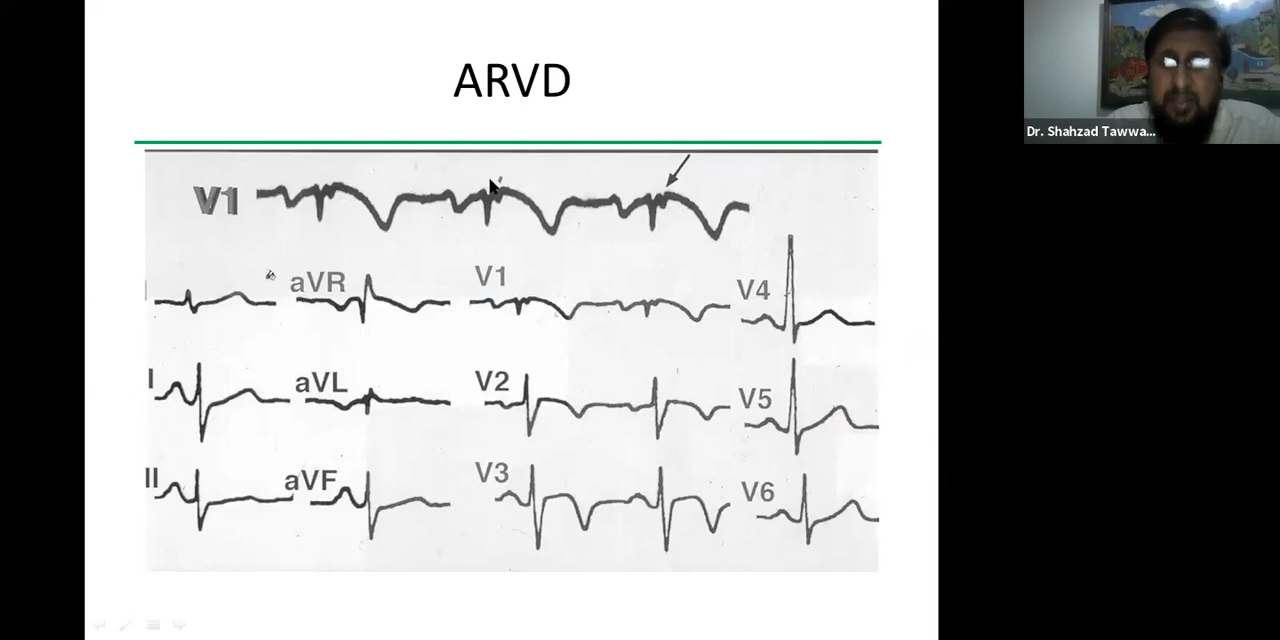 ARVD
Dr. Shahzad Tawwa...
V1
I
aVR
V1
V4
I
aVL
V2
V5
II
aVF
V3
V6